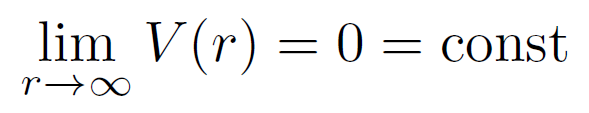 lim V(r) = 0 = const
r→∞